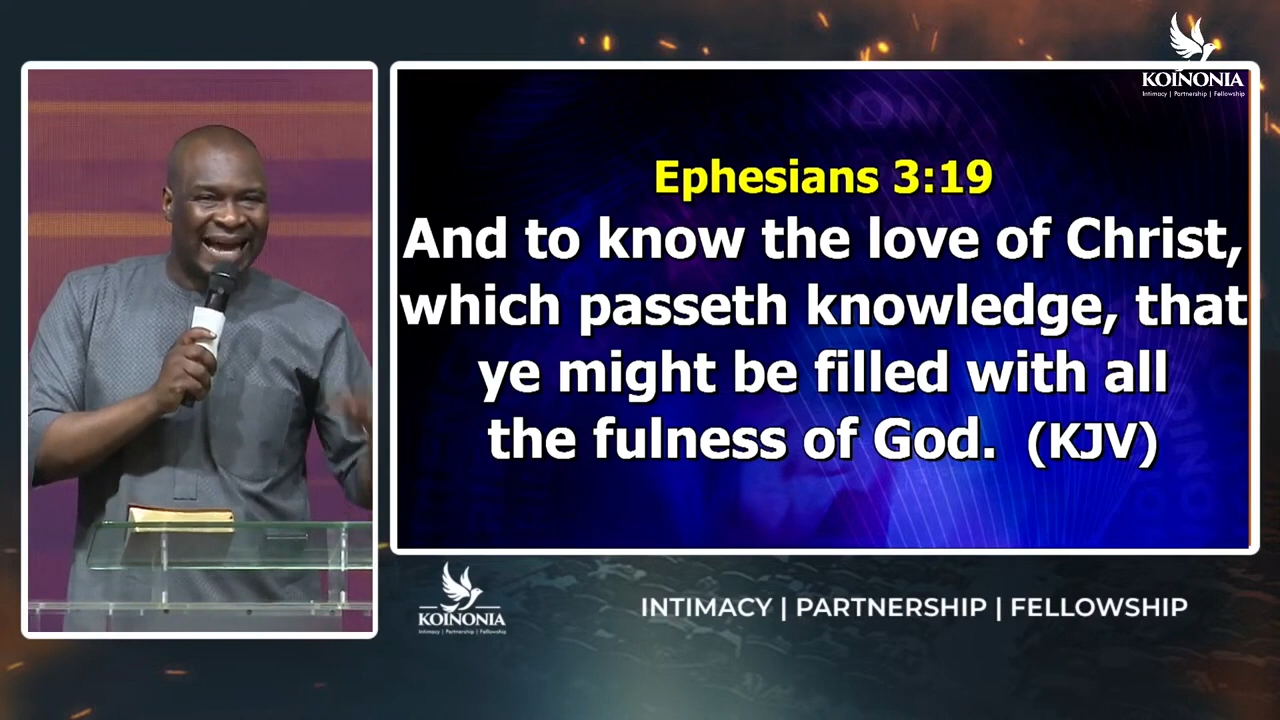 KOINONIA
Intimacy | Partnership | Fellowship
Ephesians 3:19
And to know the love of Christ,
which passeth knowledge, that
ye might be filled with all
the fulness of God. (KJV)
KOINONIA
Intimacy | Partnership | Fellowship
INTIMACY | PARTNERSHIP | FELLOWSHIP